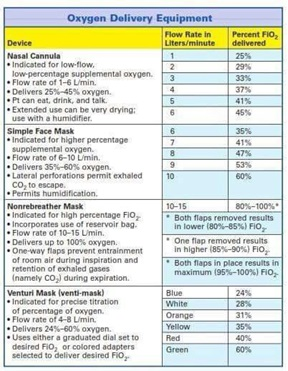 Oxygen Delivery Equipment
Device
Flow Rate in
Liters/minute
Percent FiO2
delivered
Nasal Cannula
• Indicated for low-flow,
low-percentage supplemental oxygen.
• Flow rate of 1–6 L/min.
• Delivers 25%–45% oxygen.
• Pt can eat, drink, and talk.
• Extended use can be very drying;
use with a humidifier.
1 25%
2 29%
3 33%
4 37%
5 41%
6 45%
Simple Face Mask
• Indicated for higher percentage
supplemental oxygen.
• Flow rate of 6–10 L/min.
• Delivers 35%–60% oxygen.
• Lateral perforations permit exhaled
CO2 to escape.
• Permits humidification.
6 35%
7 41%
8 47%
9 53%
10 60%
Nonrebreather Mask
• Indicated for high percentage FiO2.
• Incorporates use of reservoir bag.
• Flow rate of 10–15 L/min.
• Delivers up to 100% oxygen.
• One-way flaps prevent entrainment
of room air during inspiration and
retention of exhaled gases
(namely CO2) during expiration.
10–15 80%–100%*
* Both flaps removed results
in lower (80%–85%) FiO2.
* One flap removed results
in higher (85%–90%) FiO2.
* Both flaps in place results in
maximum (95%–100%) FiO2.
Venturi Mask (venti-mask)
• Indicated for precise titration
of percentage of oxygen.
• Flow rate of 4–8 L/min.
• Delivers 24%–60% oxygen.
• Uses either a graduated dial set to
desired FiO2 or colored adapters
selected to deliver desired FiO2.
Blue 24%
White 28%
Orange 31%
Yellow 35%
Red 40%
Green 60%